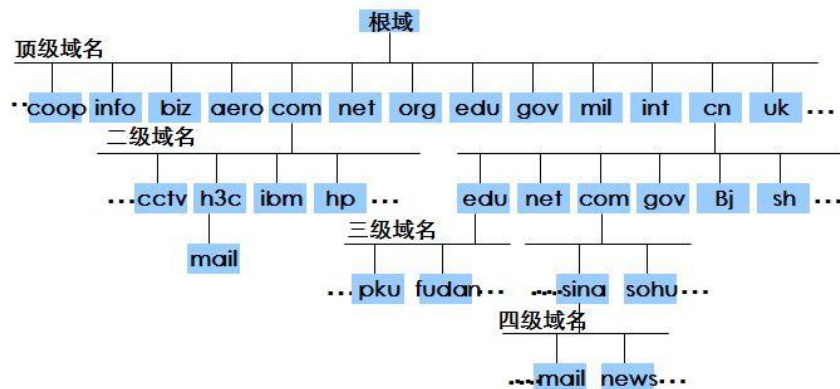 根域
顶级域名
··coop info biz aero com net org edu gov mil int cn uk ...
二级域名
...cctv h3c ibm hp ... edu net com gov Bj sh ...
三级域名
mail
...pku fudan... ......sina sohu...
四级域名
......mail news...